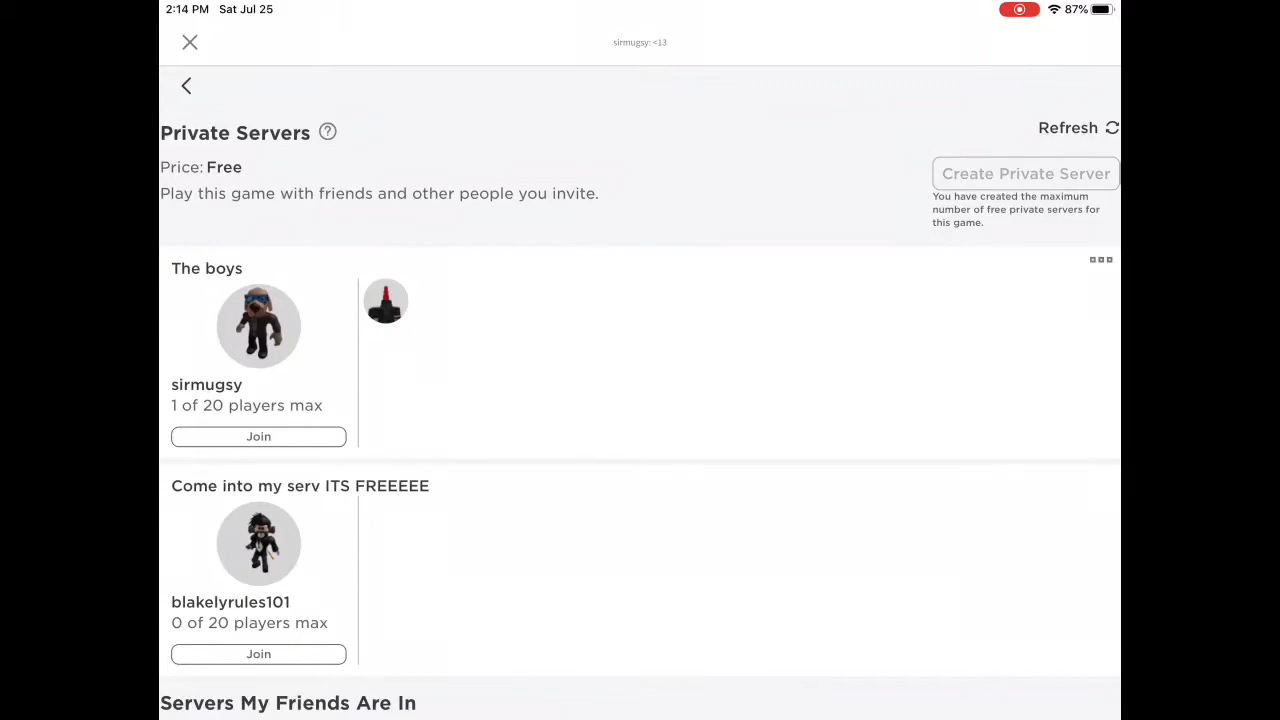 2:14 PM Sat Jul 25 87%
sirmugsy: <13
Private Servers ?
Refresh
Price: Free
Play this game with friends and other people you invite.
Create Private Server
You have created the maximum
number of free private servers for
this game.
The boys
sirmugsy
1 of 20 players max
Join
Come into my serv ITS FREEEEE
blakelyrules101
0 of 20 players max
Join
Servers My Friends Are In